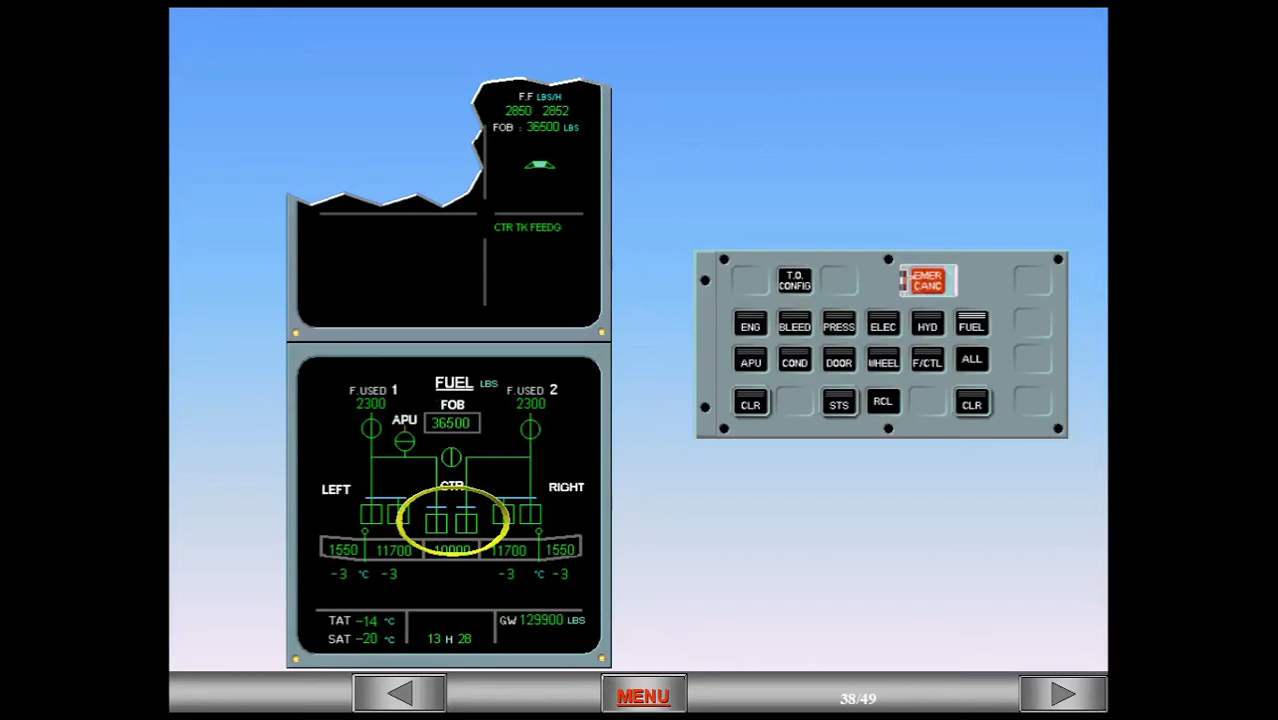 F.F LBS/H
2850 2852
FOB : 36500 LBS
CTR TK FEEDG
T.O. CONFIG
EMER CANC
ENG BLEED PRESS ELEC HYD FUEL
APU COND DOOR WHEEL F/CTL ALL
CLR STS RCL CLR
FUEL LBS
F.USED 1 F.USED 2
2300 FOB 2300
APU 36500
LEFT CTR RIGHT
1550 11700 10000 11700 1550
-3 °C -3 -3 °C -3
TAT -14 °C GW 129900 LBS
SAT -20 °C 13 H 28
MENU 38/49